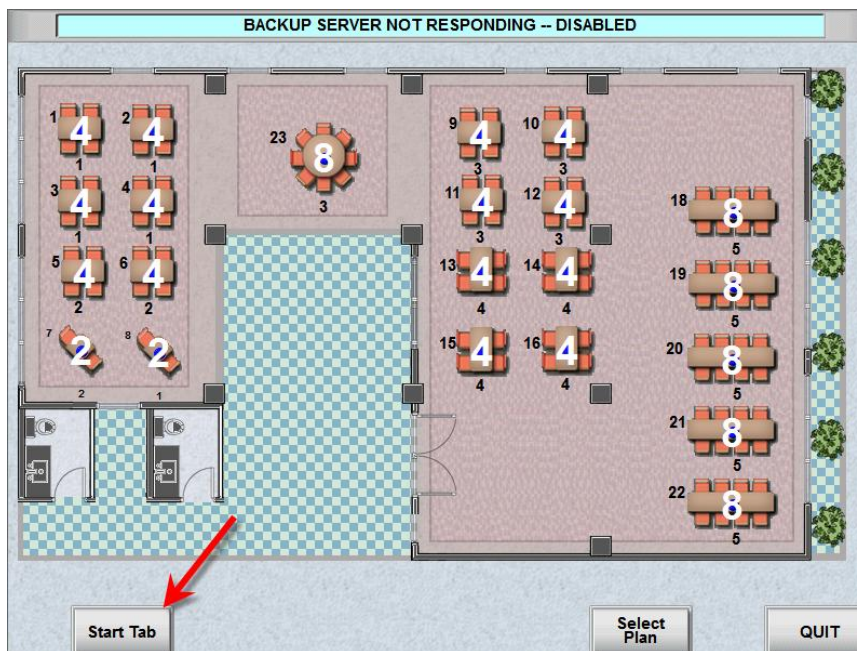 BACKUP SERVER NOT RESPONDING -- DISABLED
1 4 1
2 4 1
23 8 3
9 4 3
10 4 3
3 4 1
4 4 1
11 4 3
12 4 3
18 8 5
5 4 2
6 4 2
13 4 4
14 4 4
19 8 5
7 2 2
8 2 1
15 4 4
16 4 4
20 8 5
21 8 5
22 8 5
Start Tab
Select
Plan
QUIT